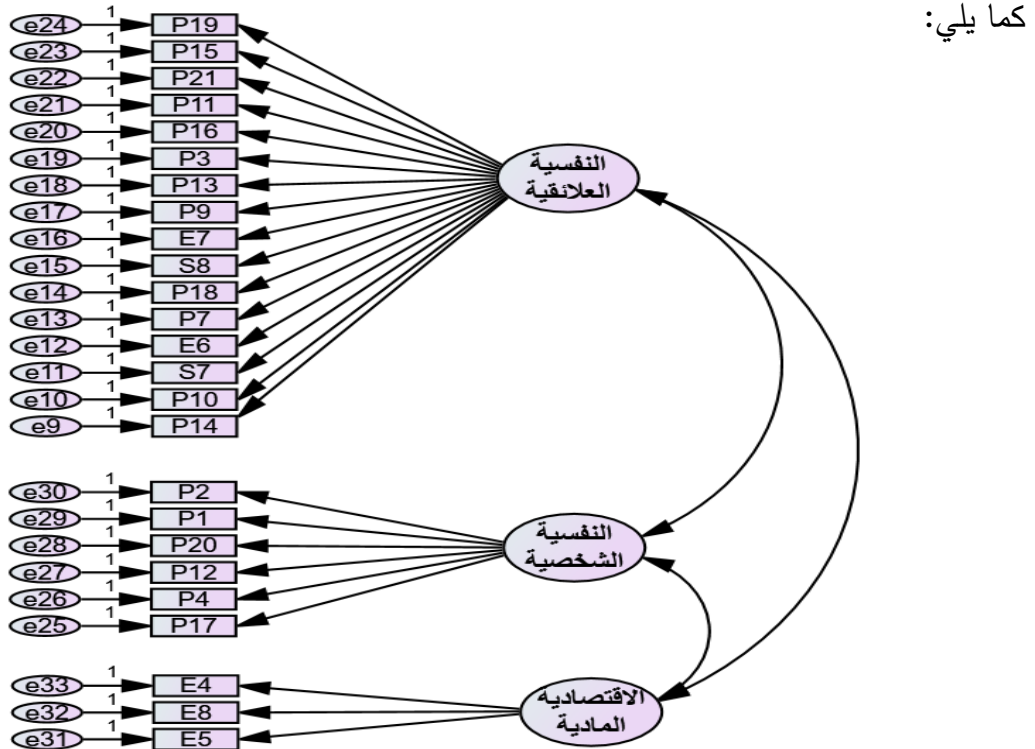 كما يلي:
e24 1 P19
e23 1 P15
e22 1 P21
e21 1 P11
e20 1 P16
e19 1 P3
e18 1 P13
e17 1 P9
e16 1 E7
e15 1 S8
e14 1 P18
e13 1 P7
e12 1 E6
e11 1 S7
e10 1 P10
e9 1 P14
النفسية
العلائقية
e30 1 P2
e29 1 P1
e28 1 P20
e27 1 P12
e26 1 P4
e25 1 P17
النفسية
الشخصية
e33 1 E4
e32 1 E8
e31 1 E5
الاقتصادية
المادية